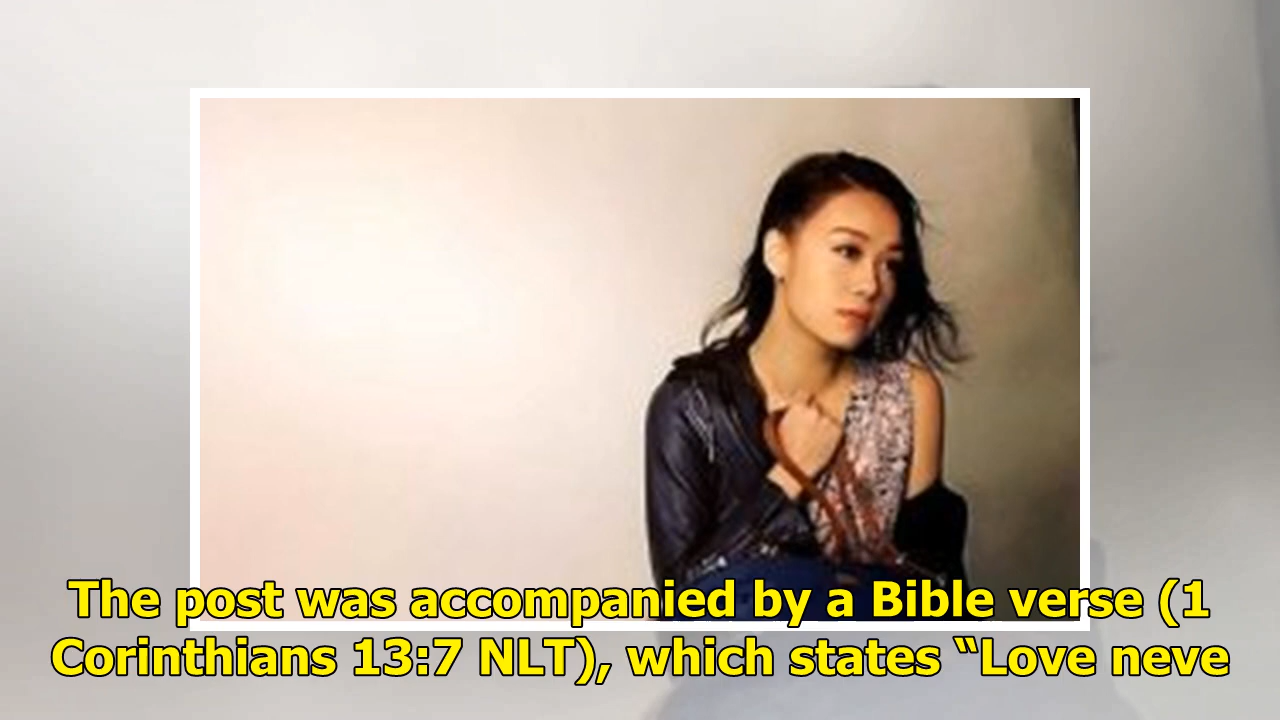 The post was accompanied by a Bible verse (1
Corinthians 13:7 NLT), which states “Love neve